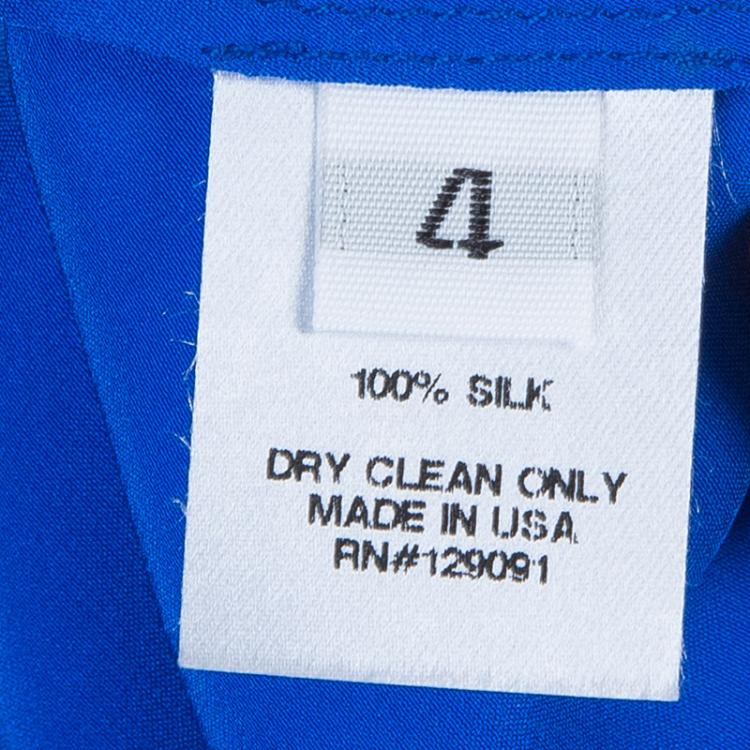 4
100% SILK
DRY CLEAN ONLY
MADE IN USA
RN#129091